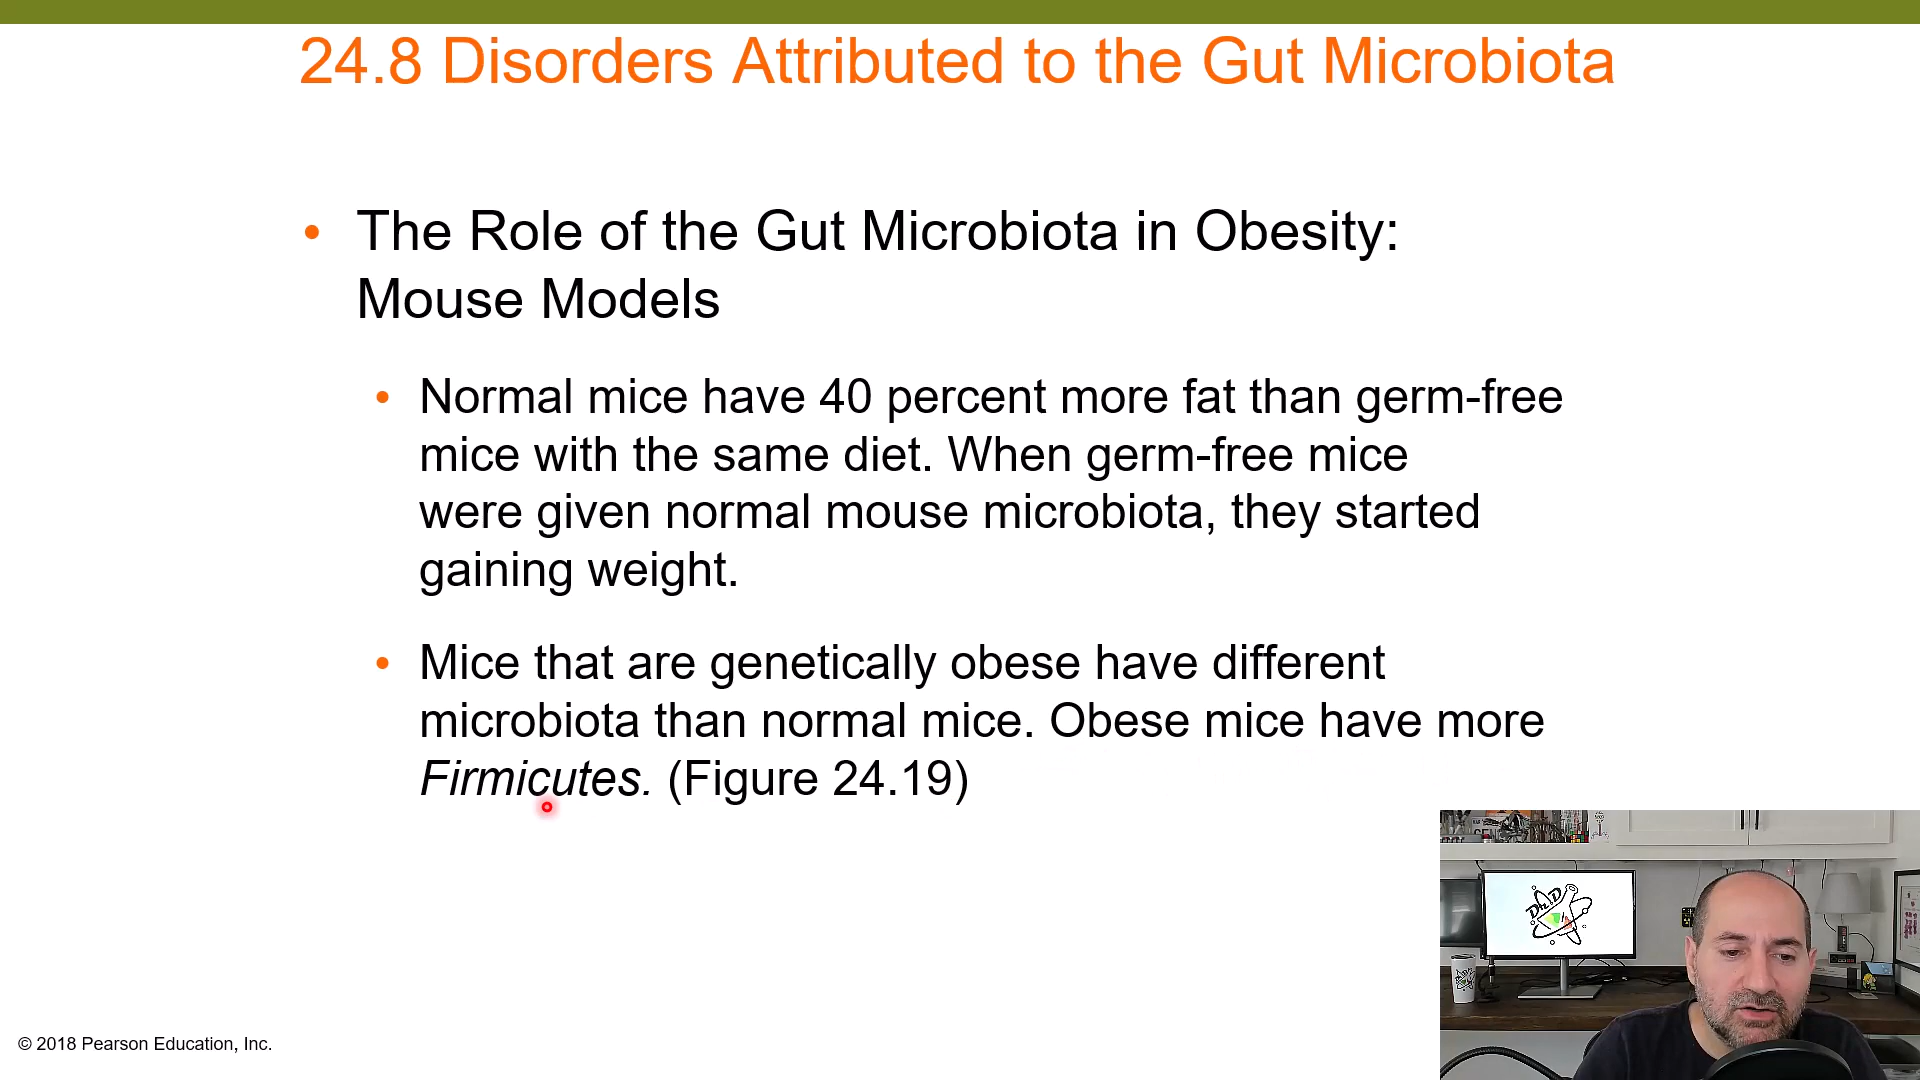 24.8 Disorders Attributed to the Gut Microbiota
• The Role of the Gut Microbiota in Obesity:
Mouse Models
• Normal mice have 40 percent more fat than germ-free
mice with the same diet. When germ-free mice
were given normal mouse microbiota, they started
gaining weight.
• Mice that are genetically obese have different
microbiota than normal mice. Obese mice have more
Firmicutes. (Figure 24.19)
© 2018 Pearson Education, Inc.